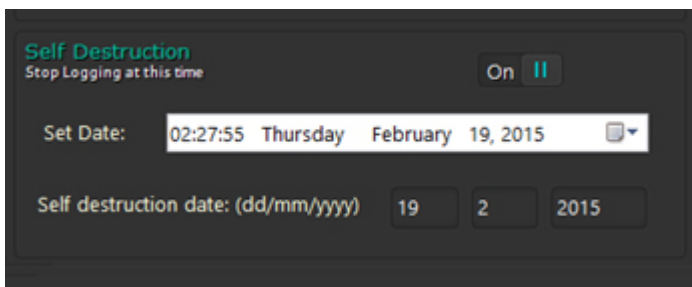 Self Destruction
Stop Logging at this time
On
Set Date: 02:27:55 Thursday February 19, 2015
Self destruction date: (dd/mm/yyyy) 19 2 2015